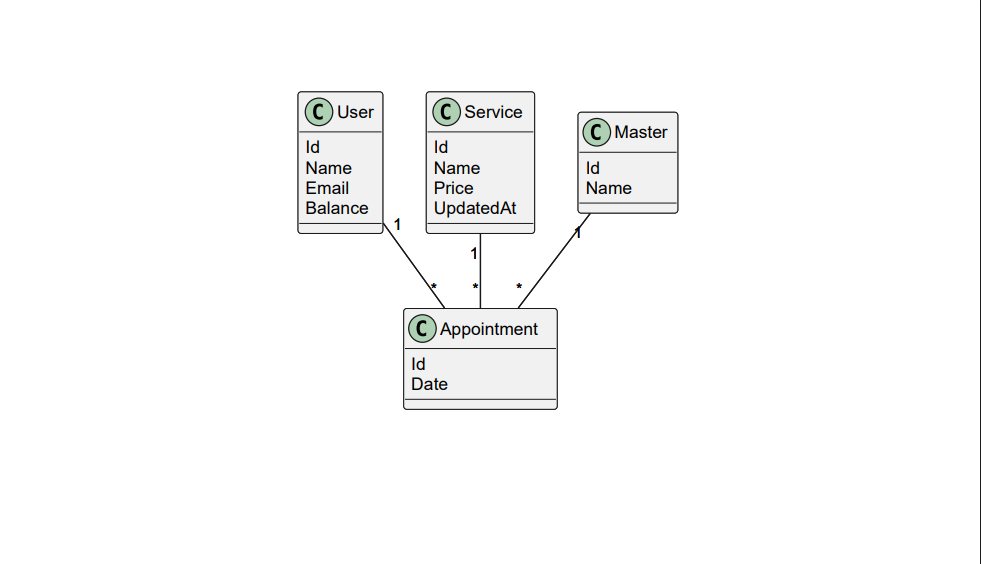 C User
Id
Name
Email
Balance
C Service
Id
Name
Price
UpdatedAt
C Master
Id
Name
1
1
1
*
*
*
C Appointment
Id
Date